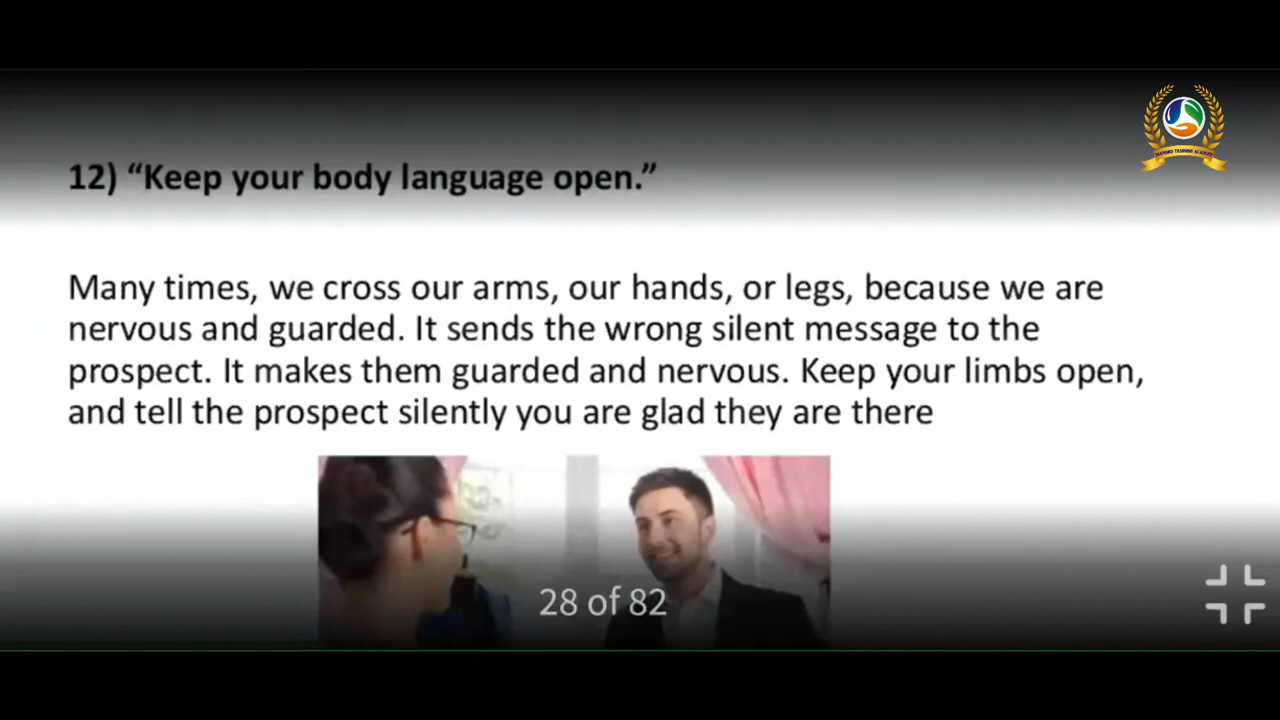 12) “Keep your body language open.”
Many times, we cross our arms, our hands, or legs, because we are
nervous and guarded. It sends the wrong silent message to the
prospect. It makes them guarded and nervous. Keep your limbs open,
and tell the prospect silently you are glad they are there
28 of 82